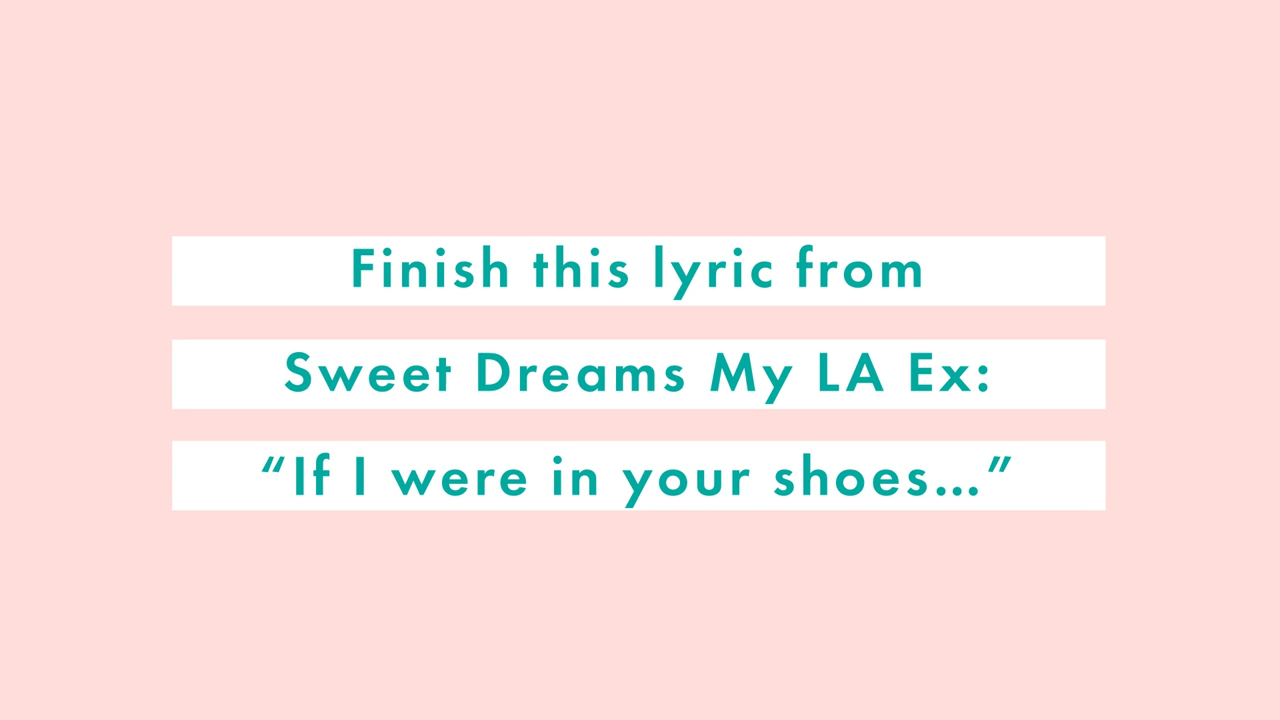 Finish this lyric from
Sweet Dreams My LA Ex:
“If I were in your shoes...”